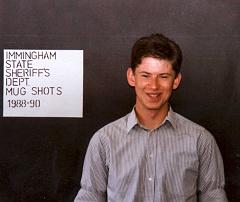 IMMINGHAM
STATE
SHERIFF'S
DEPT.
MUG SHOTS
1988-90